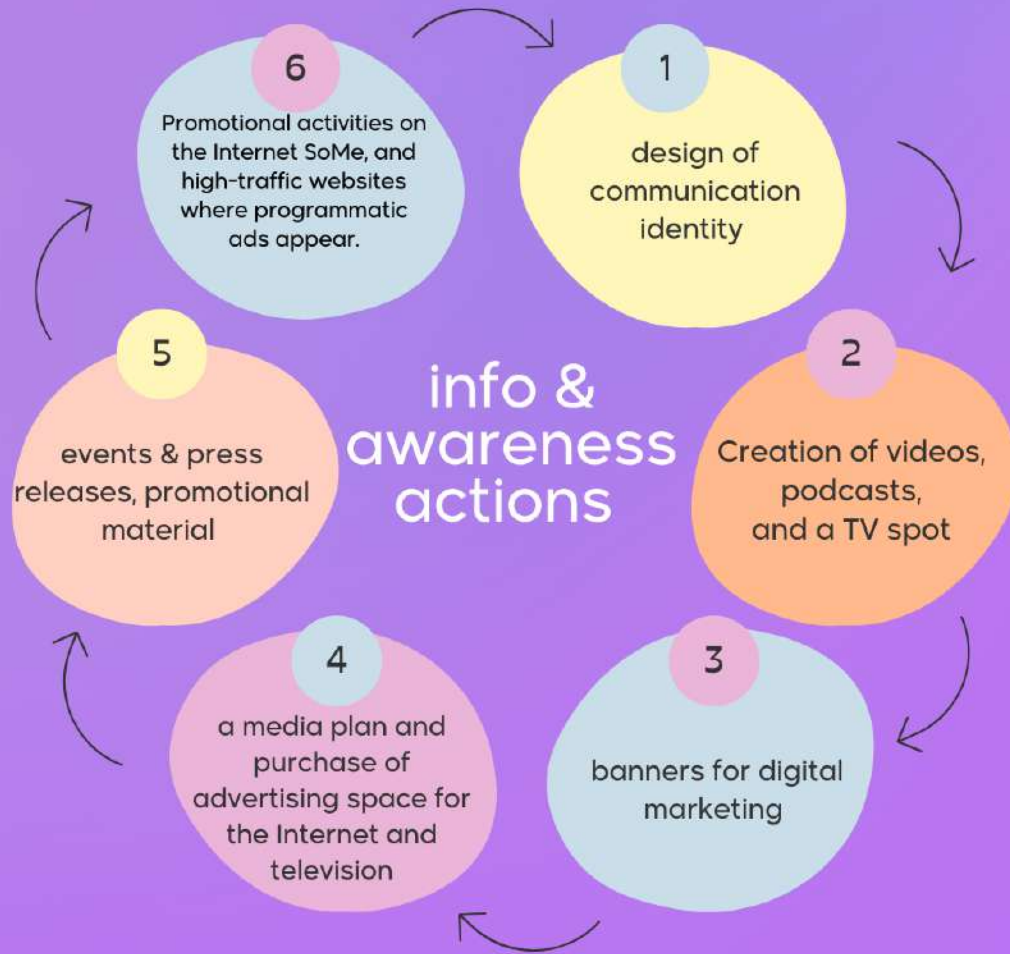 info &
awareness
actions
1
design of
communication
identity
2
Creation of videos,
podcasts,
and a TV spot
3
banners for digital
marketing
4
a media plan and
purchase of
advertising space for
the Internet and
television
5
events & press
releases, promotional
material
6
Promotional activities on
the Internet SoMe, and
high-traffic websites
where programmatic
ads appear.